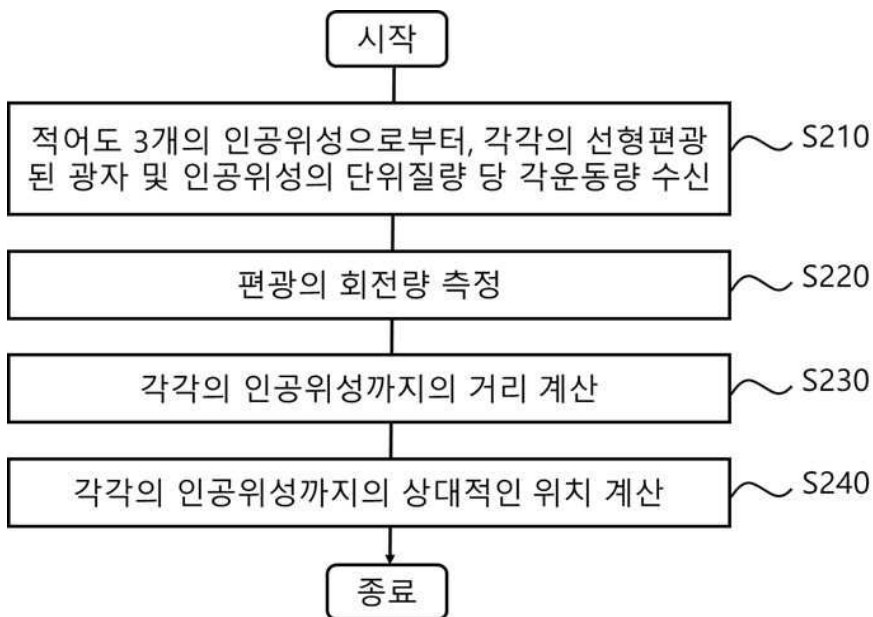 시작
적어도 3개의 인공위성으로부터, 각각의 선형편광
된 광자 및 인공위성의 단위질량 당 각운동량 수신
S210
편광의 회전량 측정
S220
각각의 인공위성까지의 거리 계산
S230
각각의 인공위성까지의 상대적인 위치 계산
S240
종료